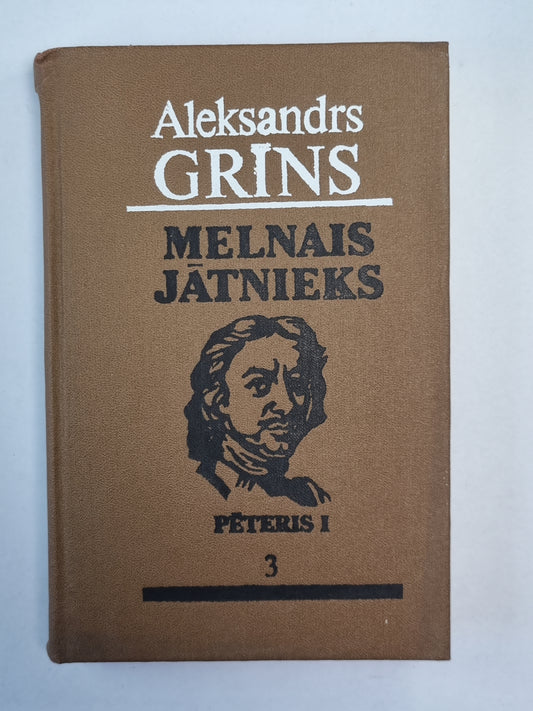 Aleksandrs
GRĪNS
MELNAIS
JĀTNIEKS
PĒTERIS I
3